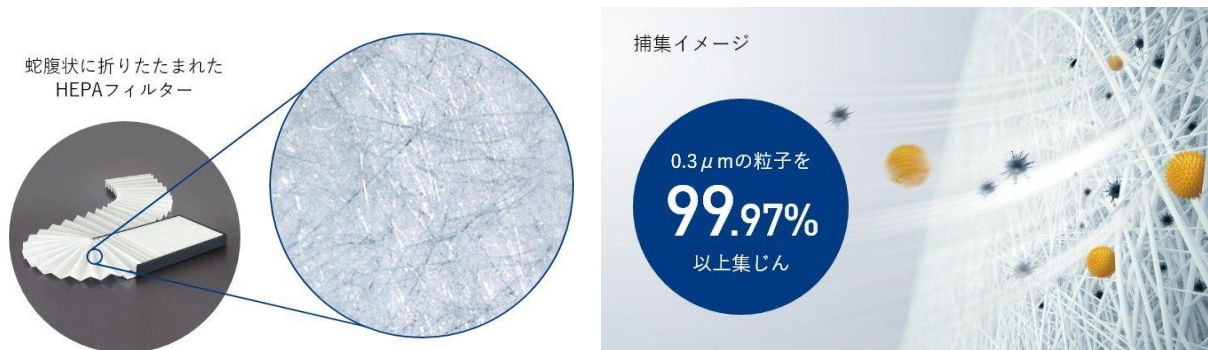 蛇腹状に折りたたまれた
HEPAフィルター
捕集イメージ
0.3μmの粒子を
99.97%
以上集じん